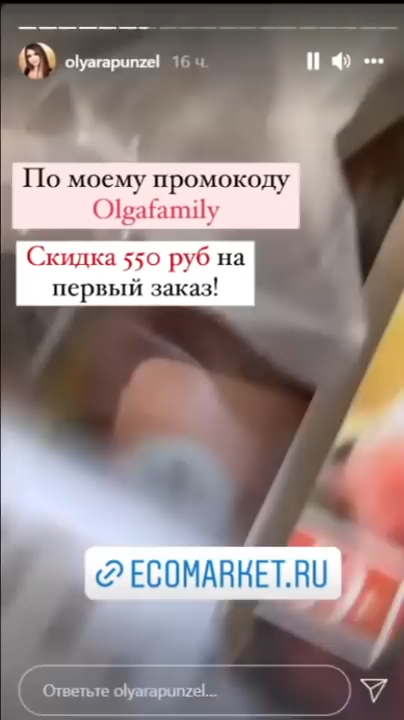 olyarapunzel 16 ч.
По моему промокоду
Olgafamily
Скидка 550 руб на
первый заказ!
ECOMARKET.RU
Ответьте olyarapunzel...